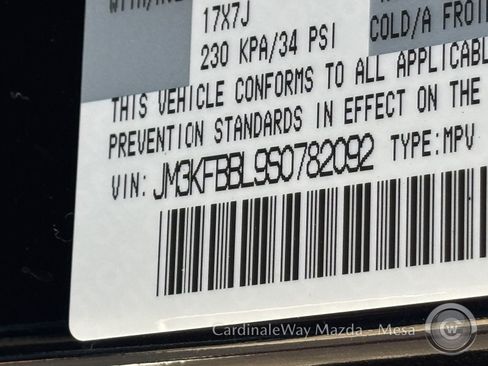 17X7J
230 KPA/34 PSI
COLD/A
THIS VEHICLE CONFORMS TO ALL APPLICABL
PREVENTION STANDARDS IN EFFECT ON THE
VIN: JM3KFBBL9S0782092 TYPE:MPV
CardinaleWay Mazda - Mesa